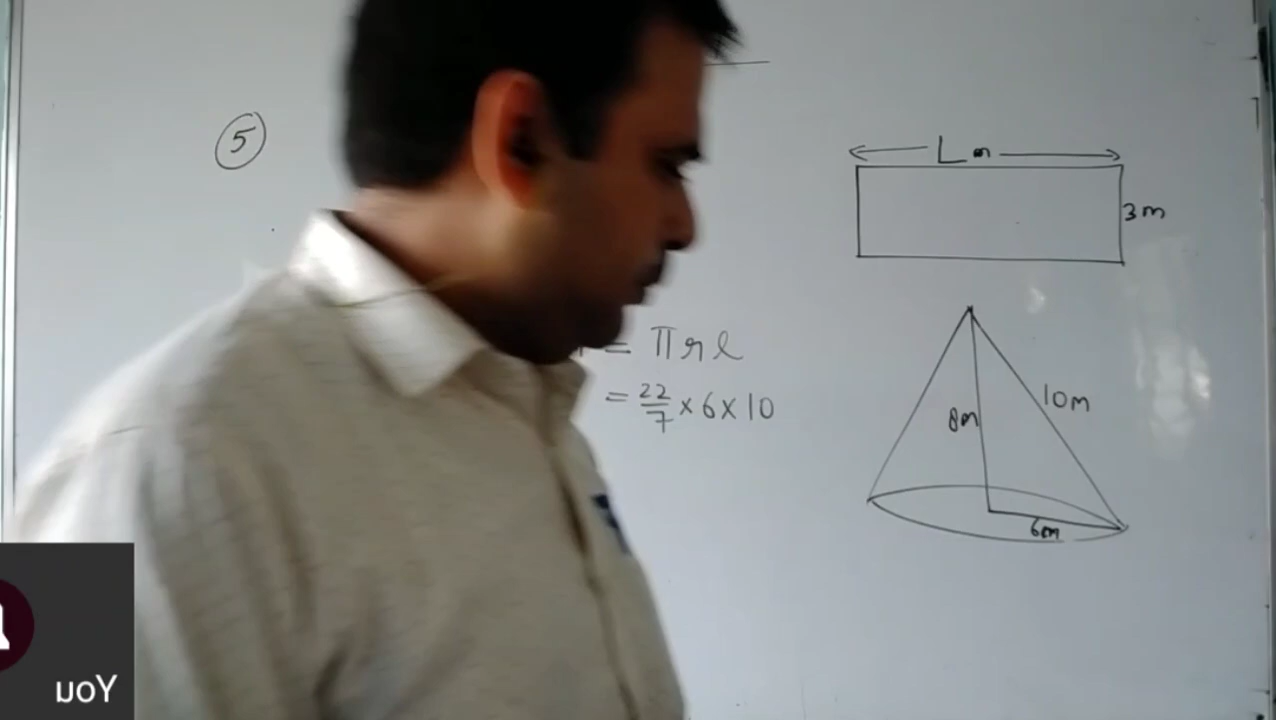 5
L m
3m
= πrl
= 22/7 × 6 × 10
8m
10m
6m
You